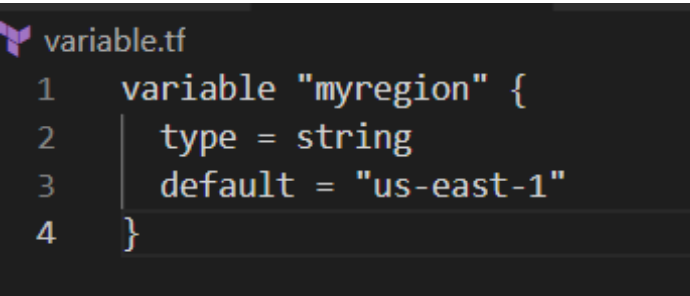 variable.tf
1 variable "myregion" {
2 type = string
3 default = "us-east-1"
4 }